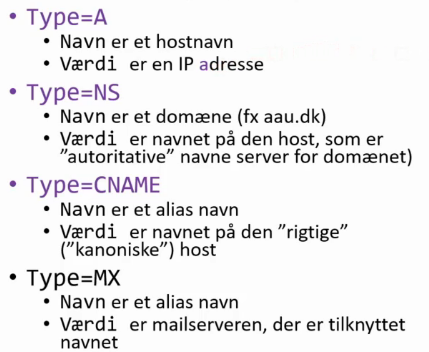 • Type=A
• Navn er et hostnavn
• Værdi er en IP adresse
• Type=NS
• Navn er et domæne (fx aau.dk)
• Værdi er navnet på den host, som er
”autoritative” navne server for domænet)
• Type=CNAME
• Navn er et alias navn
• Værdi er navnet på den ”rigtige”
(”kanoniske”) host
• Type=MX
• Navn er et alias navn
• Værdi er mailserveren, der er tilknyttet
navnet